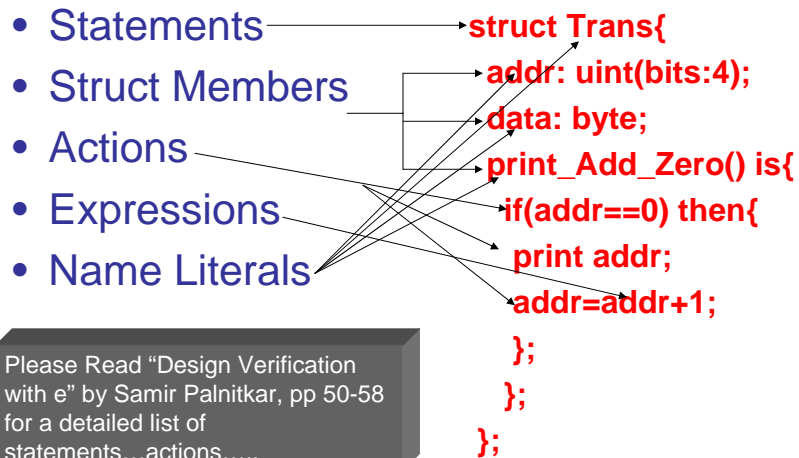 • Statements
• Struct Members
• Actions
• Expressions
• Name Literals
struct Trans{
addr: uint(bits:4);
data: byte;
print_Add_Zero() is{
if(addr==0) then{
print addr;
addr=addr+1;
};
};
};
Please Read “Design Verification
with e” by Samir Palnitkar, pp 50-58
for a detailed list of
statements…actions…..